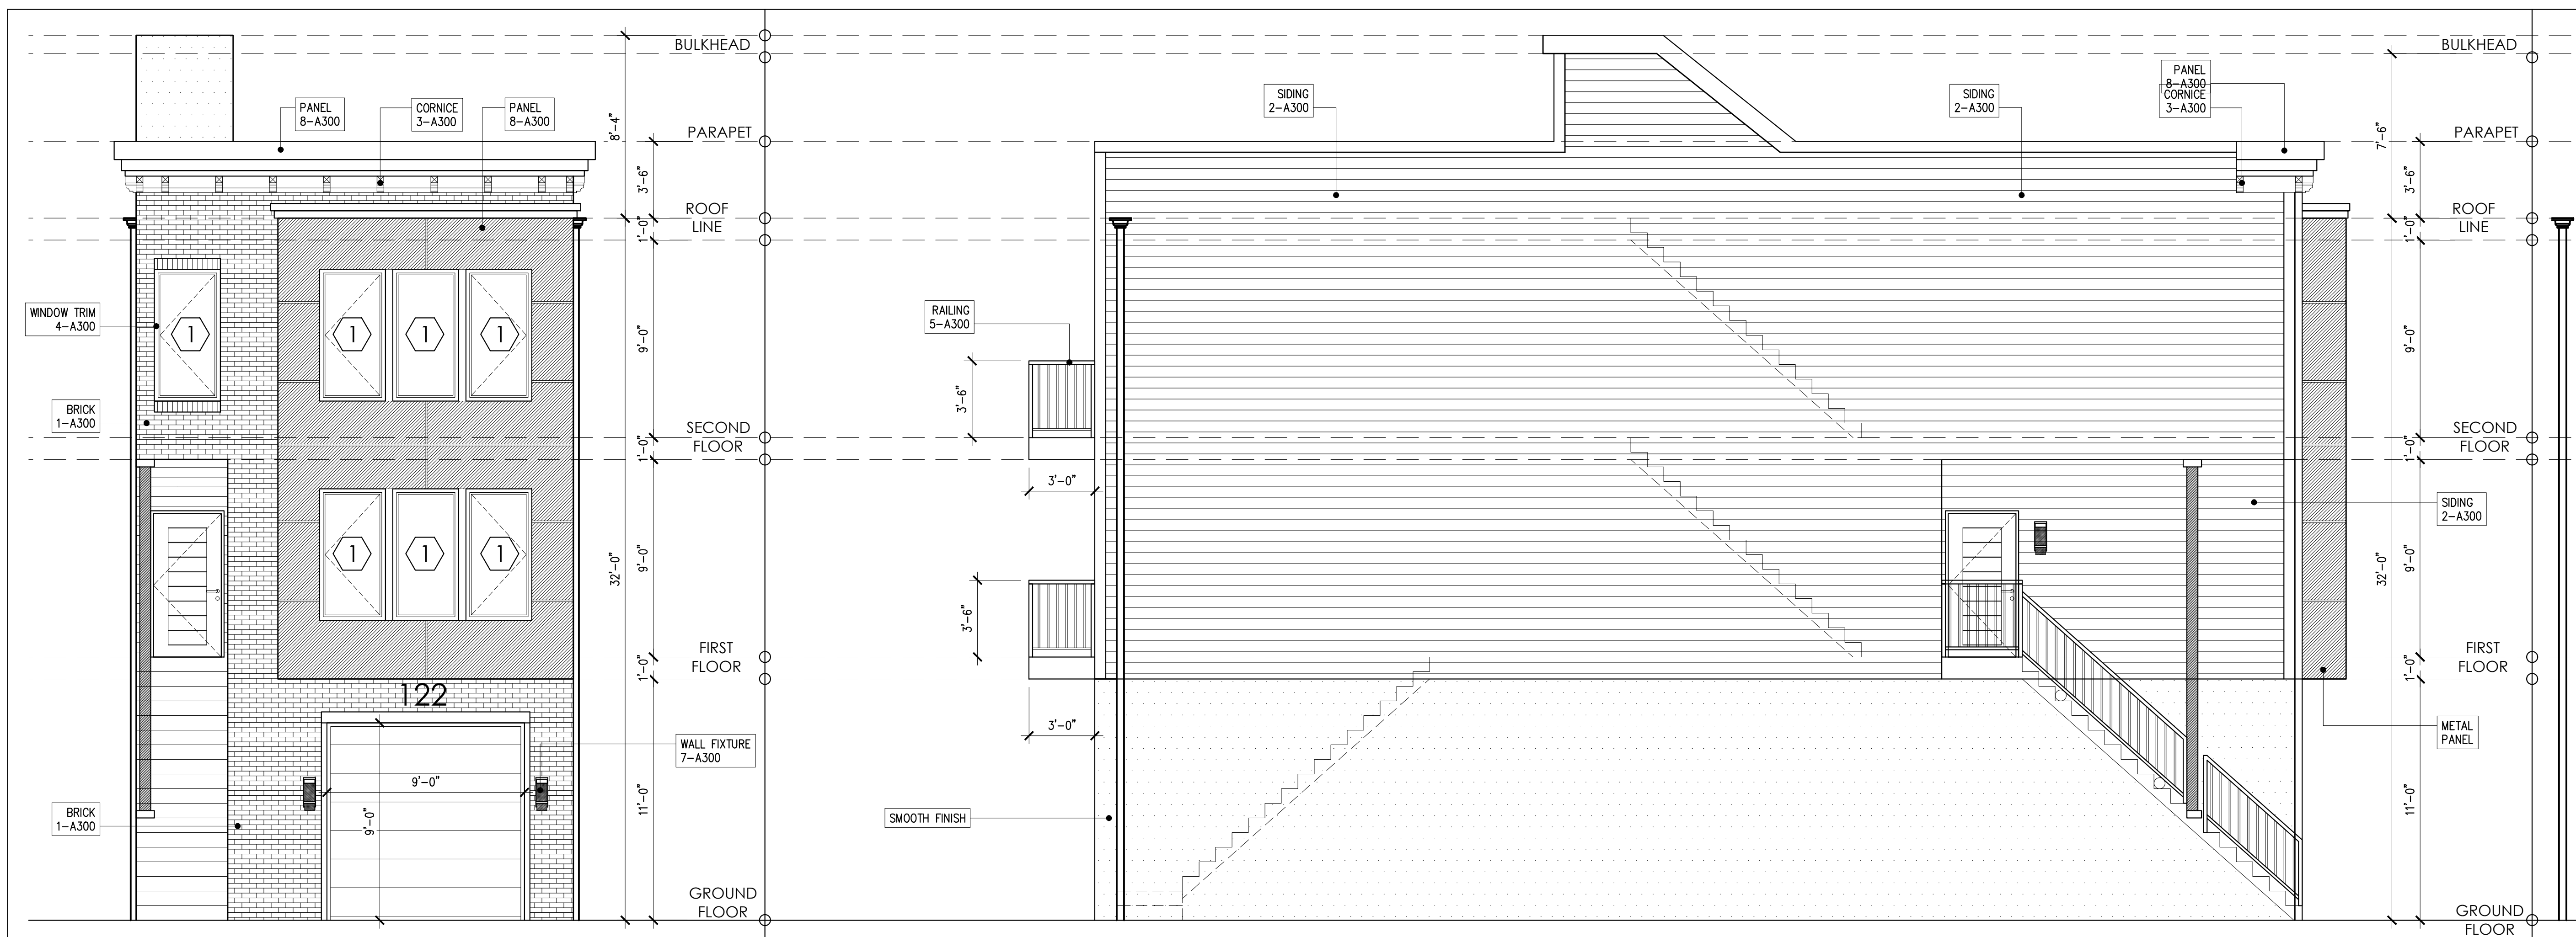 BULKHEAD
PANEL
8-A300
CORNICE
3-A300
PANEL
8-A300
PARAPET
ROOF
LINE
WINDOW TRIM
4-A300
1
1
1
1
BRICK
1-A300
SECOND
FLOOR
1
1
1
FIRST
FLOOR
122
WALL FIXTURE
7-A300
9'-0"
9'-0"
BRICK
1-A300
GROUND
FLOOR
8'-4"
32'-0"
3'-6"
1'-0"
9'-0"
1'-0"
9'-0"
1'-0"
11'-0"
SIDING
2-A300
SIDING
2-A300
PANEL
8-A300
CORNICE
3-A300
RAILING
5-A300
3'-6"
3'-0"
3'-6"
3'-0"
SMOOTH FINISH
SIDING
2-A300
METAL
PANEL
7'-6"
32'-0"
3'-6"
1'-0"
9'-0"
1'-0"
9'-0"
1'-0"
11'-0"
BULKHEAD
PARAPET
ROOF
LINE
SECOND
FLOOR
FIRST
FLOOR
GROUND
FLOOR